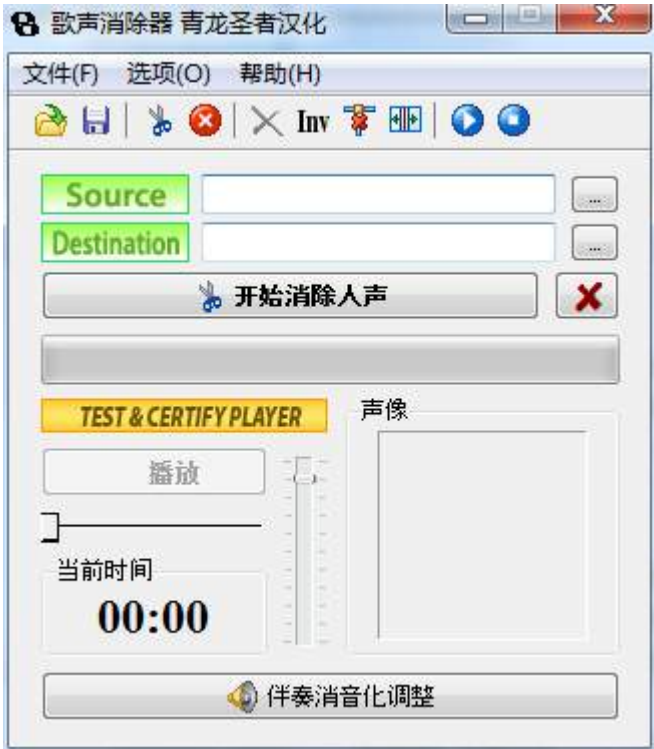 歌声消除器 青龙圣者汉化
文件(F) 选项(O) 帮助(H)
Inv
Source
...
Destination
...
开始消除人声
TEST & CERTIFY PLAYER
声像
播放
当前时间
00:00
伴奏消音化调整